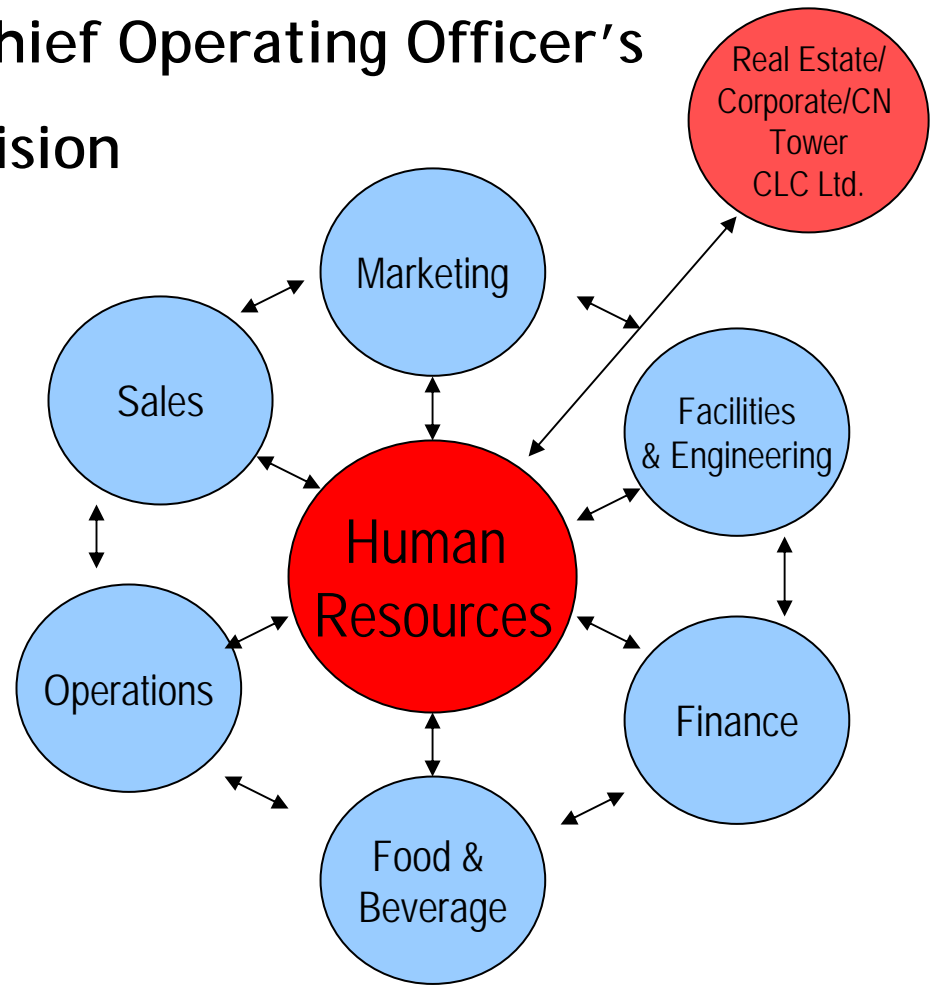 hief Operating Officer's
ision
Real Estate/
Corporate/CN
Tower
CLC Ltd.
Marketing
Sales
Facilities
& Engineering
Human
Resources
Operations
Finance
Food &
Beverage